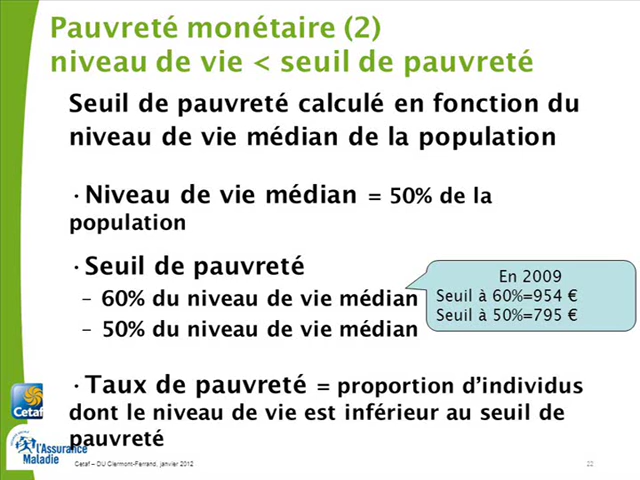 Pauvreté monétaire (2)
niveau de vie < seuil de pauvreté
Seuil de pauvreté calculé en fonction du
niveau de vie médian de la population
•Niveau de vie médian = 50% de la
population
•Seuil de pauvreté
– 60% du niveau de vie médian
– 50% du niveau de vie médian
En 2009
Seuil à 60%=954 €
Seuil à 50%=795 €
•Taux de pauvreté = proportion d'individus
dont le niveau de vie est inférieur au seuil de
pauvreté
Cetaf
l'Assurance
Maladie
Cetaf – DU Clermont-Ferrand, janvier 2012
22